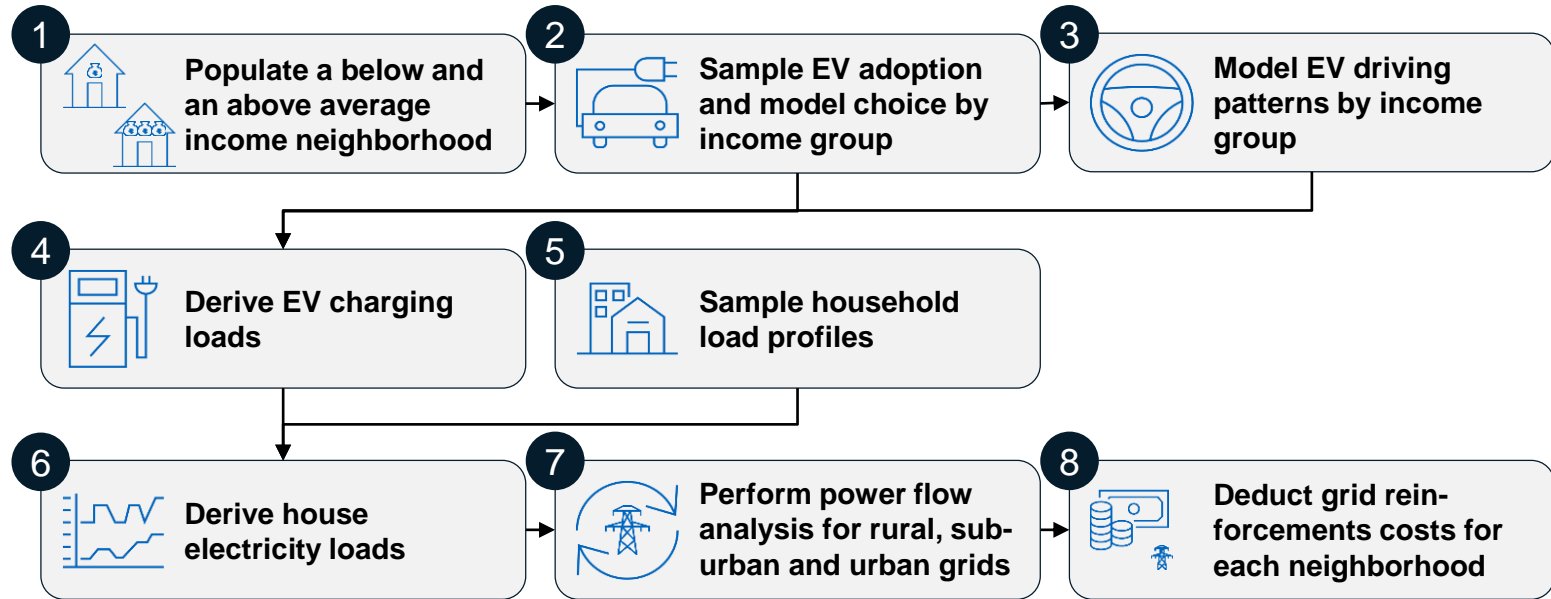 1
Populate a below and
an above average
income neighborhood
2
Sample EV adoption
and model choice by
income group
3
Model EV driving
patterns by income
group
4
Derive EV charging
loads
5
Sample household
load profiles
6
Derive house
electricity loads
7
Perform power flow
analysis for rural, sub-
urban and urban grids
8
Deduct grid rein-
forcements costs for
each neighborhood